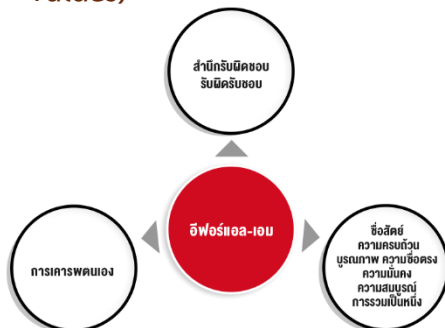 values)
สำนึกรับผิดชอบ
รับผิดรับชอบ
อีฟอร์แอล-เอม
การเคารพตนเอง
ซื่อสัตย์
ความครบถ้วน
บูรณภาพ ความซื่อตรง
ความมั่นคง
ความสมบูรณ์
การรวมเป็นหนึ่ง